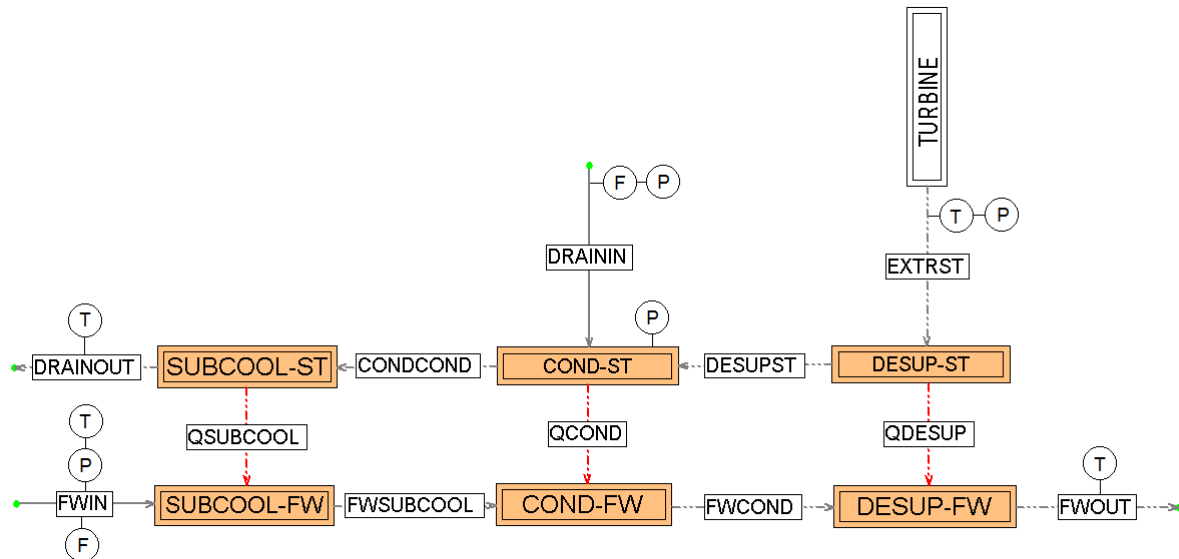 TURBINE
F
P
T
P
DRAININ
EXTRST
T
P
DRAINOUT
SUBCOOL-ST
CONDCOND
COND-ST
DESUPST
DESUP-ST
T
QSUBCOOL
QCOND
QDESUP
P
T
FWIN
SUBCOOL-FW
FWSUBCOOL
COND-FW
FWCOND
DESUP-FW
FWOUT
F